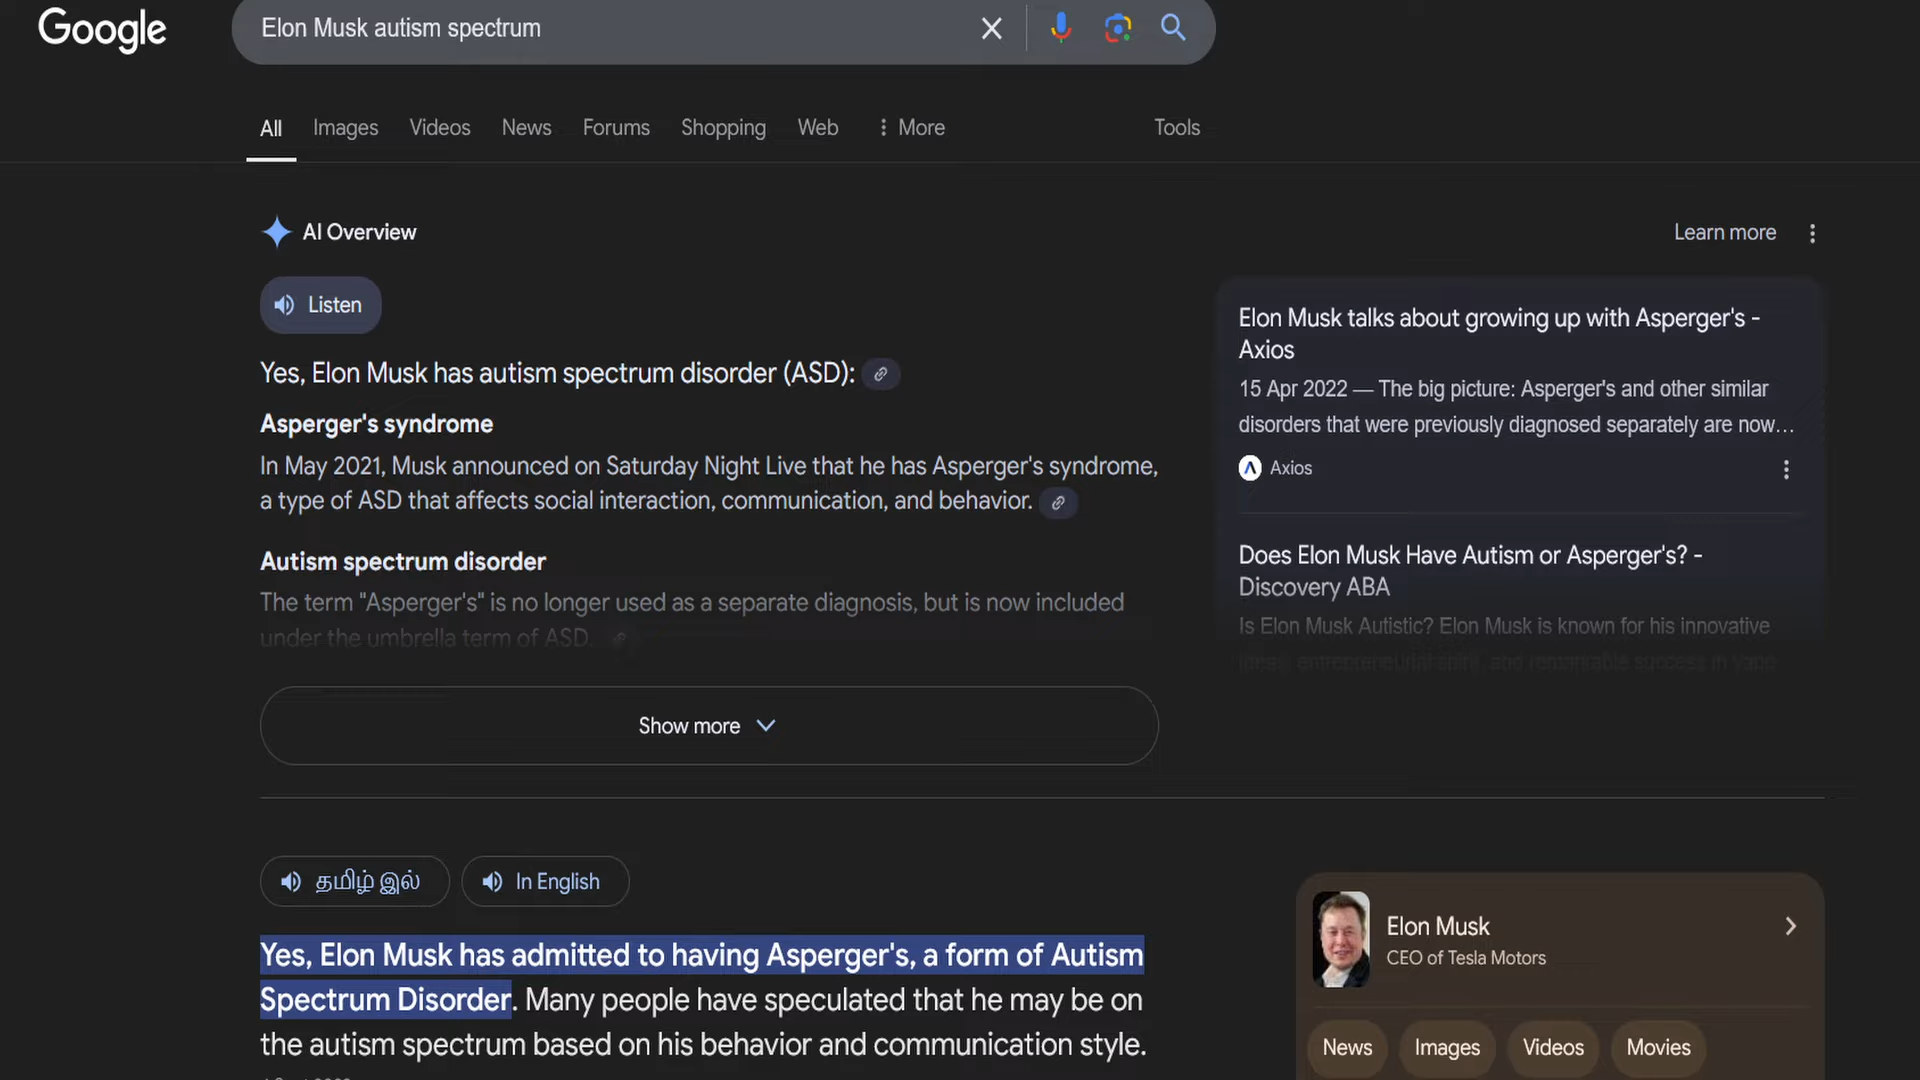 Google
Elon Musk autism spectrum
All Images Videos News Forums Shopping Web More Tools
AI Overview
Learn more
Listen
Yes, Elon Musk has autism spectrum disorder (ASD):
Asperger's syndrome
In May 2021, Musk announced on Saturday Night Live that he has Asperger's syndrome,
a type of ASD that affects social interaction, communication, and behavior.
Autism spectrum disorder
The term "Asperger's" is no longer used as a separate diagnosis, but is now included
under the umbrella term of ASD.
Show more
Elon Musk talks about growing up with Asperger's -
Axios
15 Apr 2022 — The big picture: Asperger's and other similar
disorders that were previously diagnosed separately are now...
Axios
Does Elon Musk Have Autism or Asperger's? -
Discovery ABA
Is Elon Musk Autistic? Elon Musk is known for his innovative
ideas, entrepreneurial spirit, and remarkable success in
தமிழ் இல்
In English
Yes, Elon Musk has admitted to having Asperger's, a form of Autism
Spectrum Disorder. Many people have speculated that he may be on
the autism spectrum based on his behavior and communication style.
Elon Musk
CEO of Tesla Motors
News Images Videos Movies